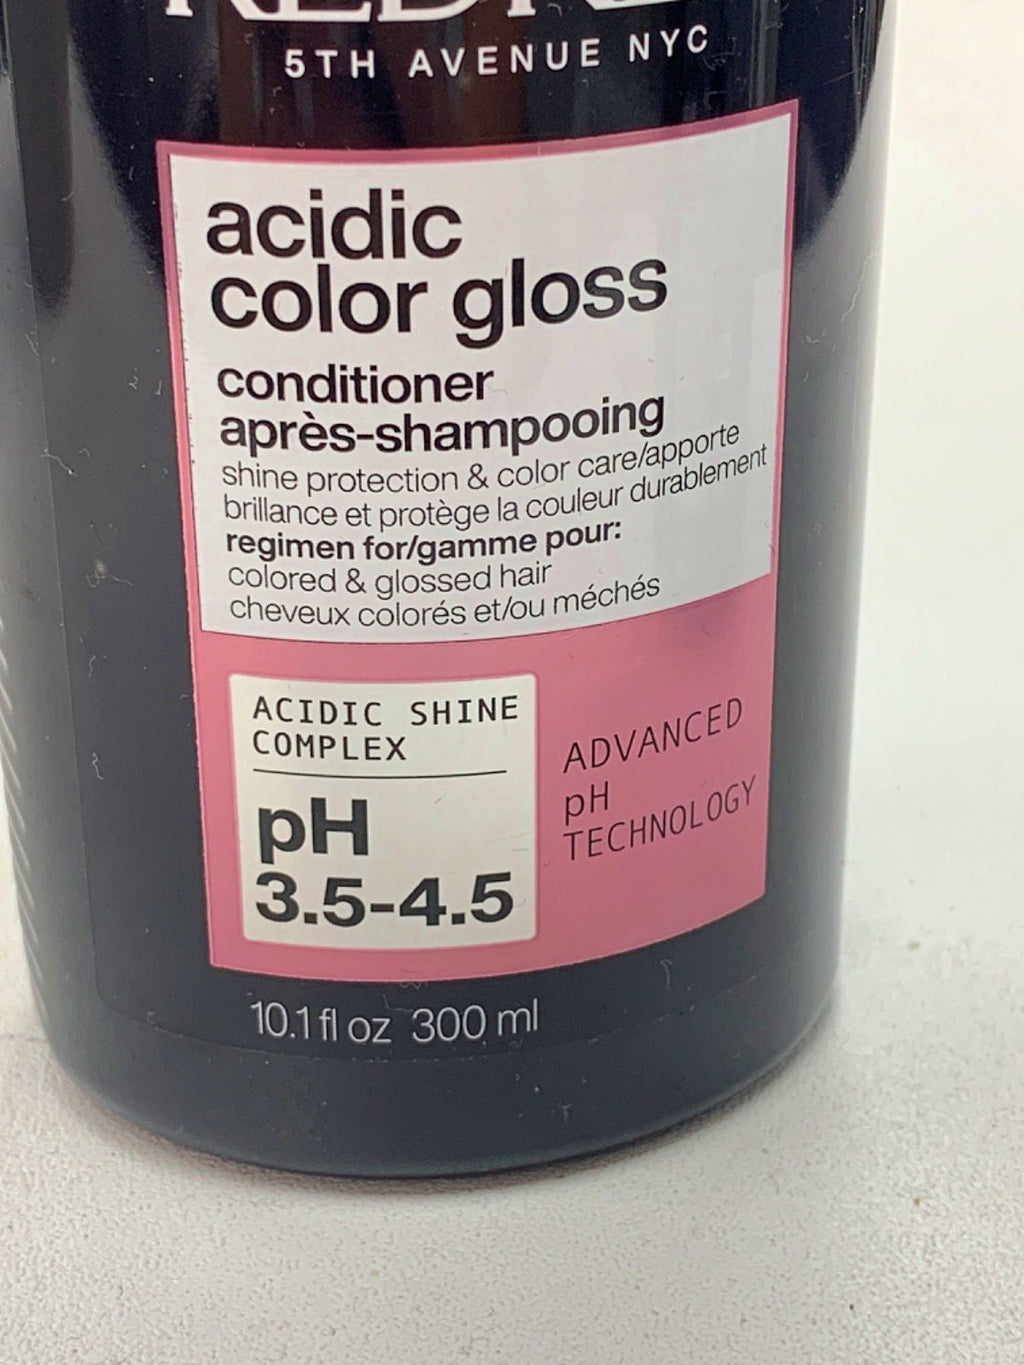 5TH AVENUE NYC
acidic
color gloss
conditioner
après-shampooing
shine protection & color care/apporte
brillance et protège la couleur durablement
regimen for/gamme pour:
colored & glossed hair
cheveux colorés et/ou méchés
ACIDIC SHINE
COMPLEX
pH
3.5-4.5
ADVANCED
pH
TECHNOLOGY
10.1 fl oz 300 ml